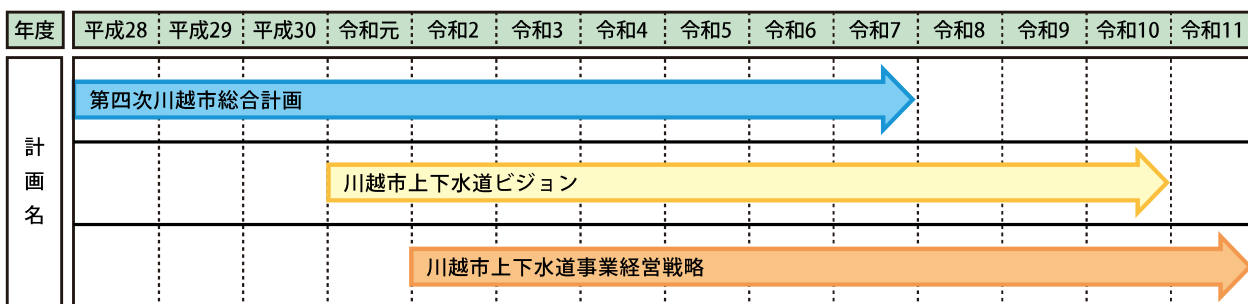 年度 平成28 平成29 平成30 令和元 令和2 令和3 令和4 令和5 令和6 令和7 令和8 令和9 令和10 令和11
計画名
第四次川越市総合計画
川越市上下水道ビジョン
川越市上下水道事業経営戦略